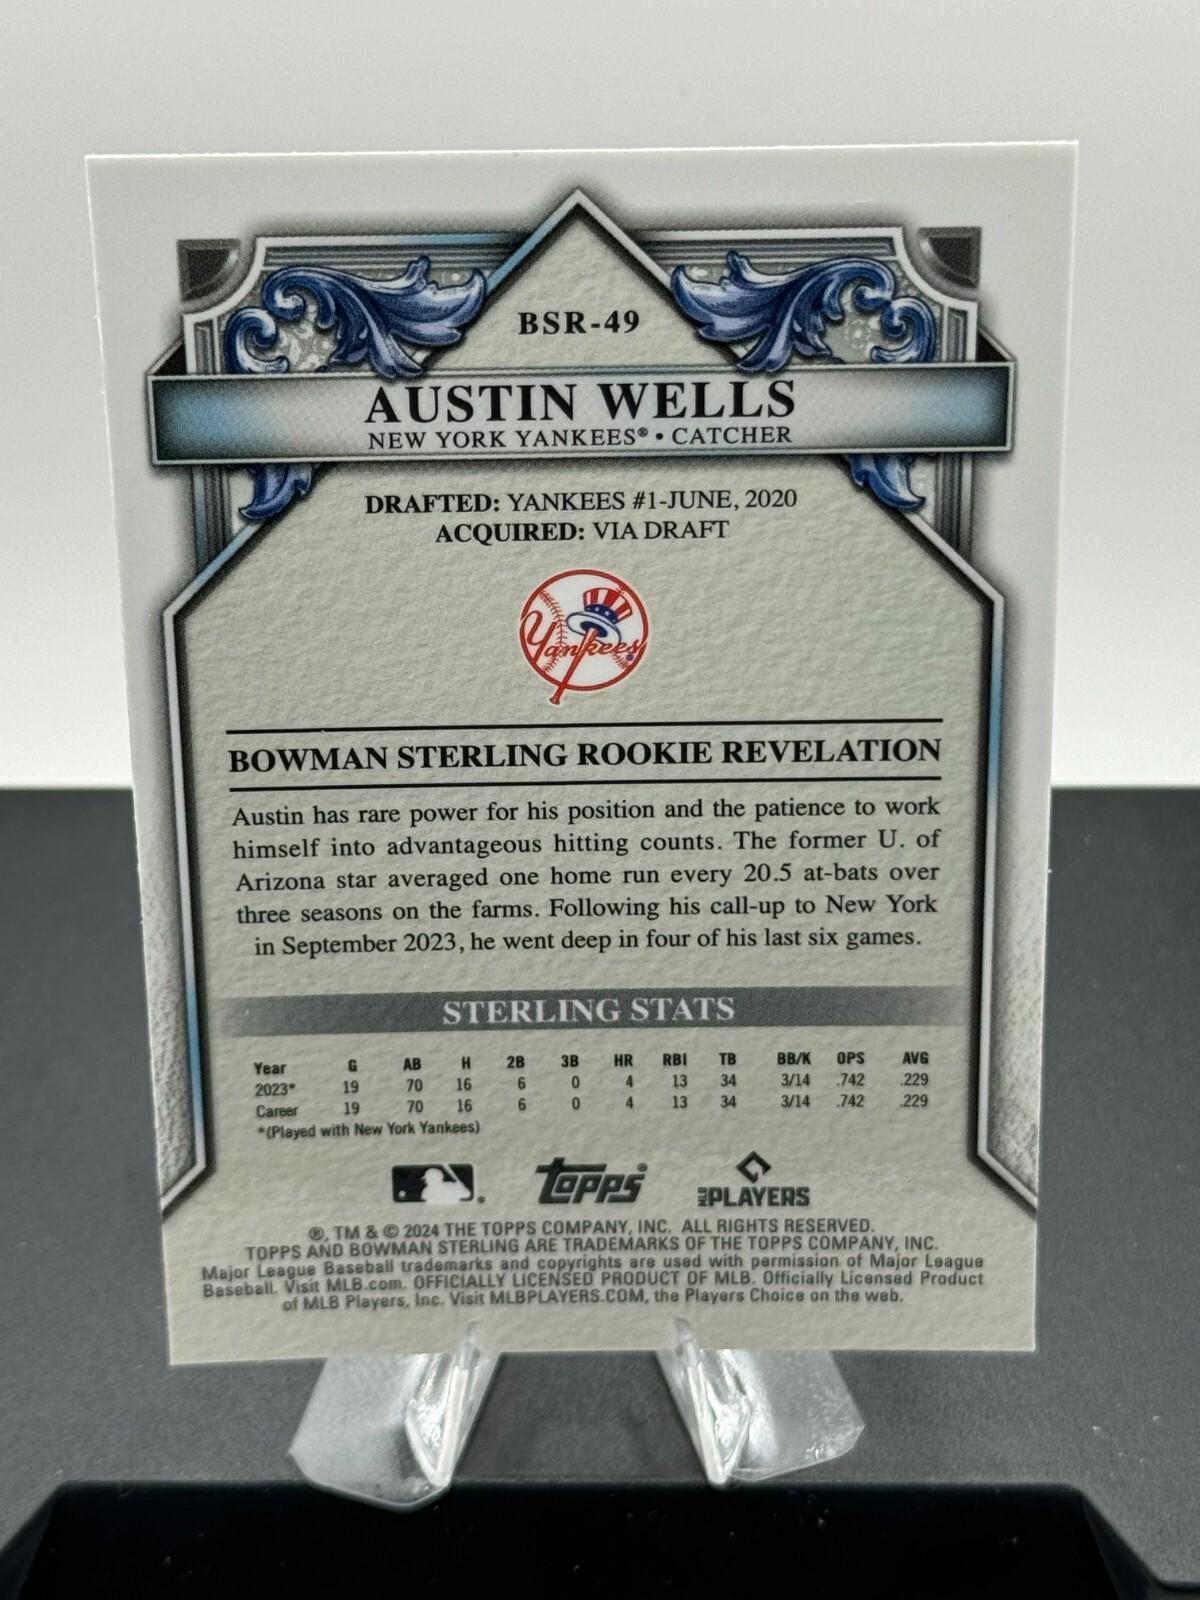 BSR-49
AUSTIN WELLS
NEW YORK YANKEES® • CATCHER
DRAFTED: YANKEES #1-JUNE, 2020
ACQUIRED: VIA DRAFT
Yankees
BOWMAN STERLING ROOKIE REVELATION
Austin has rare power for his position and the patience to work
himself into advantageous hitting counts. The former U. of
Arizona star averaged one home run every 20.5 at-bats over
three seasons on the farms. Following his call-up to New York
in September 2023, he went deep in four of his last six games.
STERLING STATS
Year G AB H 2B 3B HR RBI TB BB/K OPS AVG
2023* 19 70 16 6 0 4 13 34 3/14 .742 .229
Career 19 70 16 6 0 4 13 34 3/14 .742 .229
*(Played with New York Yankees)
topps® MLB PLAYERS
®, TM & © 2024 THE TOPPS COMPANY, INC. ALL RIGHTS RESERVED.
TOPPS AND BOWMAN STERLING ARE TRADEMARKS OF THE TOPPS COMPANY, INC.
Major League Baseball trademarks and copyrights are used with permission of Major League
Baseball. Visit MLB.com. OFFICIALLY LICENSED PRODUCT OF MLB. Officially Licensed Product
of MLB Players, Inc. Visit MLBPLAYERS.COM, the Players Choice on the web.